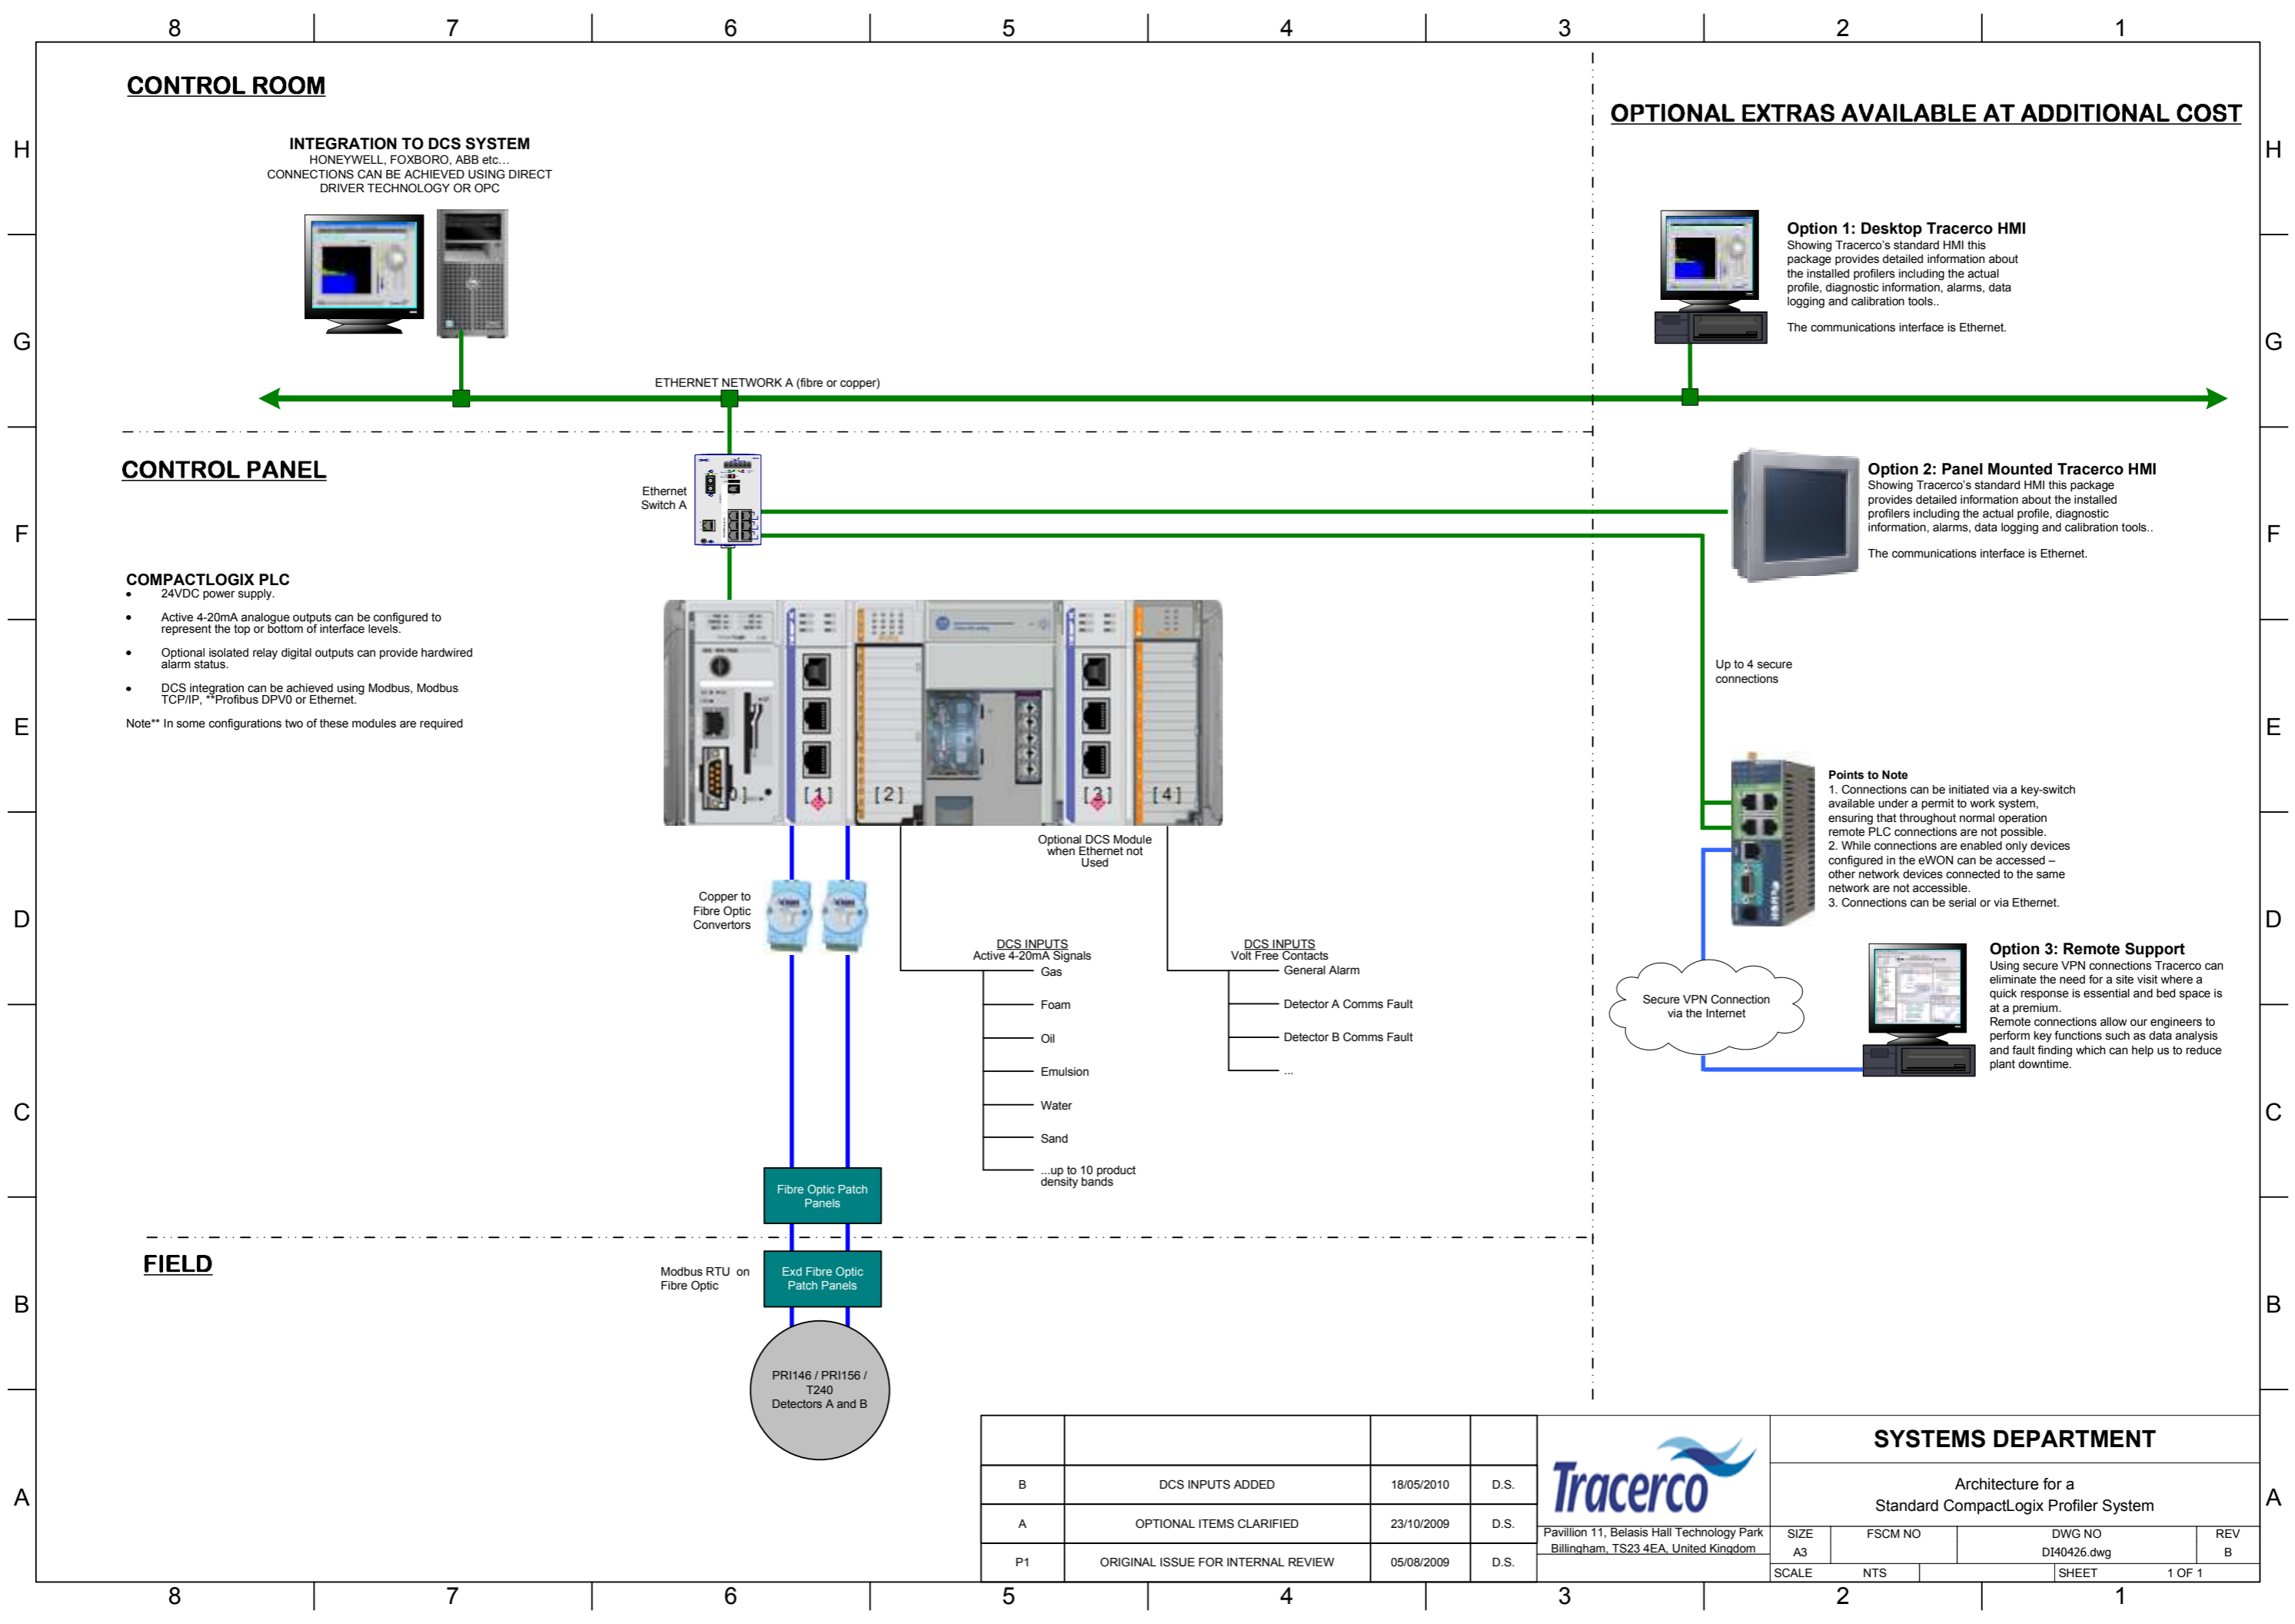 8 7 6 5 4 3 2 1
CONTROL ROOM
OPTIONAL EXTRAS AVAILABLE AT ADDITIONAL COST
H H
INTEGRATION TO DCS SYSTEM
HONEYWELL, FOXBORO, ABB etc…
CONNECTIONS CAN BE ACHIEVED USING DIRECT
DRIVER TECHNOLOGY OR OPC
Option 1: Desktop Tracerco HMI
Showing Tracerco's standard HMI this
package provides detailed information about
the installed profilers including the actual
profile, diagnostic information, alarms, data
logging and calibration tools..
The communications interface is Ethernet.
G G
ETHERNET NETWORK A (fibre or copper)
CONTROL PANEL
Ethernet
Switch A
Option 2: Panel Mounted Tracerco HMI
Showing Tracerco's standard HMI this package
provides detailed information about the installed
profilers including the actual profile, diagnostic
information, alarms, data logging and calibration tools..
The communications interface is Ethernet.
F F
COMPACTLOGIX PLC
• 24VDC power supply.
• Active 4-20mA analogue outputs can be configured to
represent the top or bottom of interface levels.
• Optional isolated relay digital outputs can provide hardwired
alarm status.
• DCS integration can be achieved using Modbus, Modbus
TCP/IP, **Profibus DPV0 or Ethernet.
Note** In some configurations two of these modules are required
Up to 4 secure
connections
E E
0] [1] [2] [3] [4]
Points to Note
1. Connections can be initiated via a key-switch
available under a permit to work system,
ensuring that throughout normal operation
remote PLC connections are not possible.
2. While connections are enabled only devices
configured in the eWON can be accessed –
other network devices connected to the same
network are not accessible.
3. Connections can be serial or via Ethernet.
Optional DCS Module
when Ethernet not
Used
Copper to
Fibre Optic
Convertors
D D
DCS INPUTS
Active 4-20mA Signals
Gas
Foam
Oil
Emulsion
Water
Sand
...up to 10 product
density bands
DCS INPUTS
Volt Free Contacts
General Alarm
Detector A Comms Fault
Detector B Comms Fault
...
Secure VPN Connection
via the Internet
Option 3: Remote Support
Using secure VPN connections Tracerco can
eliminate the need for a site visit where a
quick response is essential and bed space is
at a premium.
Remote connections allow our engineers to
perform key functions such as data analysis
and fault finding which can help us to reduce
plant downtime.
C C
Fibre Optic Patch
Panels
FIELD
Modbus RTU on
Fibre Optic
Exd Fibre Optic
Patch Panels
B B
PRI146 / PRI156 /
T240
Detectors A and B
A A
B DCS INPUTS ADDED 18/05/2010 D.S.
A OPTIONAL ITEMS CLARIFIED 23/10/2009 D.S.
P1 ORIGINAL ISSUE FOR INTERNAL REVIEW 05/08/2009 D.S.
Tracerco
Pavillion 11, Belasis Hall Technology Park
Billingham, TS23 4EA, United Kingdom
SYSTEMS DEPARTMENT
Architecture for a
Standard CompactLogix Profiler System
SIZE FSCM NO DWG NO REV
A3 DI40426.dwg B
SCALE NTS SHEET 1 OF 1
8 7 6 5 4 3 2 1